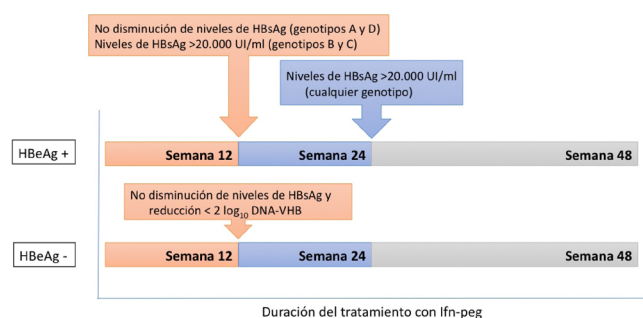 No disminución de niveles de HBsAg (genotipos A y D)
Niveles de HBsAg >20.000 UI/ml (genotipos B y C)
Niveles de HBsAg >20.000 UI/ml
(cualquier genotipo)
HBeAg +
Semana 12
Semana 24
Semana 48
No disminución de niveles de HBsAg y
reducción < 2 log₁₀ DNA-VHB
HBeAg -
Semana 12
Semana 24
Semana 48
Duración del tratamiento con Ifn-peg